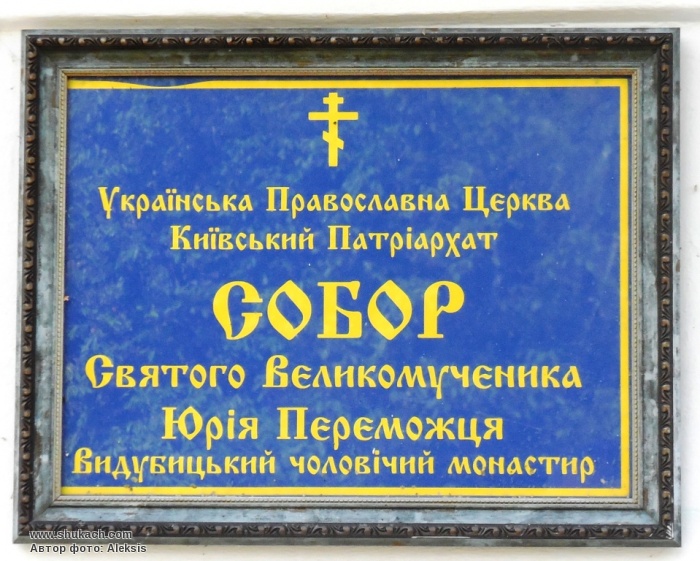 Українська Православна Церква
Київський Патріархат
СОБОР
Святого Великомученика
Юрія Переможця
Видубицький чоловічий монастир
www.shukach.com
Автор фото: Aleksis